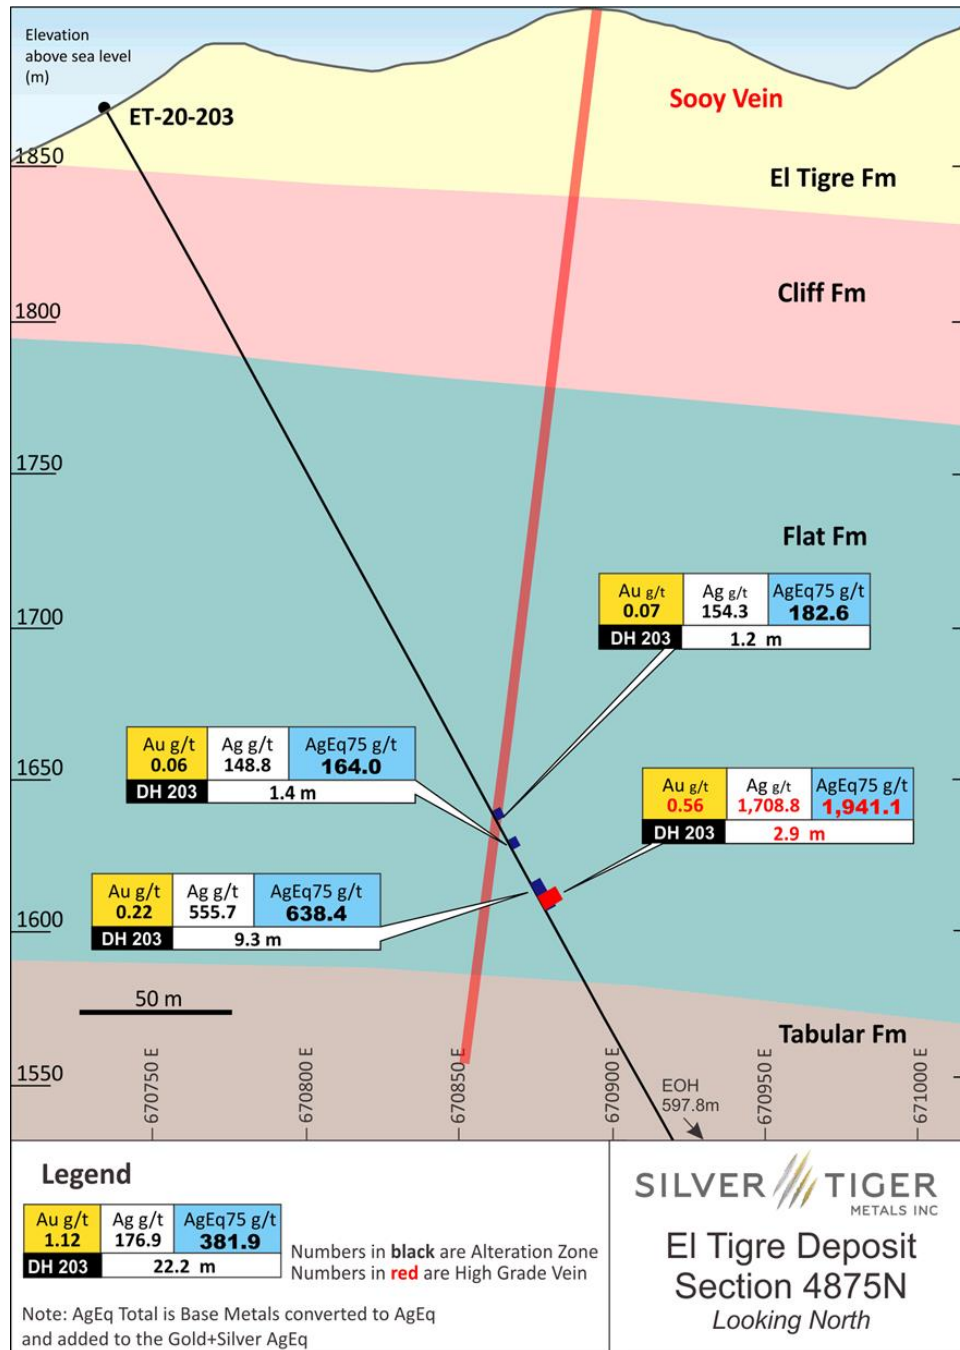 Elevation
above sea level
(m)
ET-20-203
Sooy Vein
1850
El Tigre Fm
Cliff Fm
1800
1750
Flat Fm
Au g/t Ag g/t AgEq75 g/t
0.07 154.3 182.6
DH 203 1.2 m
1700
Au g/t Ag g/t AgEq75 g/t
0.06 148.8 164.0
DH 203 1.4 m
1650
Au g/t Ag g/t AgEq75 g/t
0.56 1,708.8 1,941.1
DH 203 2.9 m
Au g/t Ag g/t AgEq75 g/t
0.22 555.7 638.4
DH 203 9.3 m
1600
50 m
Tabular Fm
1550
670750 E
670800 E
670850 E
670900 E
670950 E
671000 E
EOH
597.8m
Legend
Au g/t Ag g/t AgEq75 g/t
1.12 176.9 381.9
DH 203 22.2 m
Numbers in black are Alteration Zone
Numbers in red are High Grade Vein
Note: AgEq Total is Base Metals converted to AgEq
and added to the Gold+Silver AgEq
SILVER TIGER
METALS INC
El Tigre Deposit
Section 4875N
Looking North